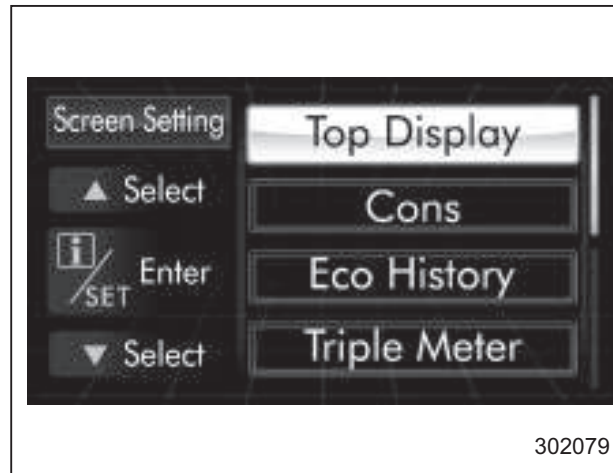 Screen Setting
Top Display
▲ Select
Cons
i/SET Enter
Eco History
▼ Select
Triple Meter
302079